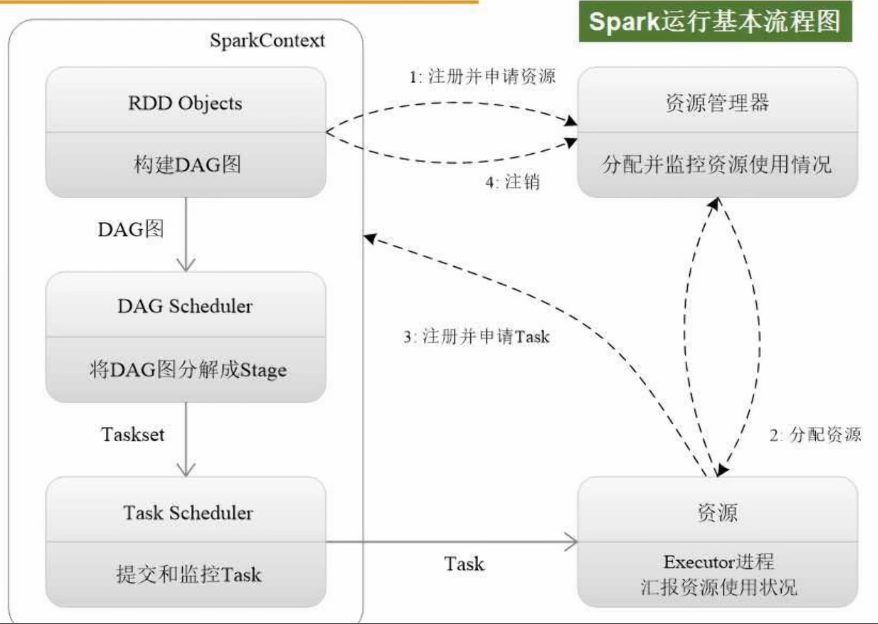 Spark运行基本流程图
SparkContext
RDD Objects
构建DAG图
1: 注册并申请资源
资源管理器
分配并监控资源使用情况
4: 注销
DAG图
DAG Scheduler
将DAG图分解成Stage
3: 注册并申请Task
Taskset
2: 分配资源
Task Scheduler
提交和监控Task
Task
资源
Executor进程
汇报资源使用状况